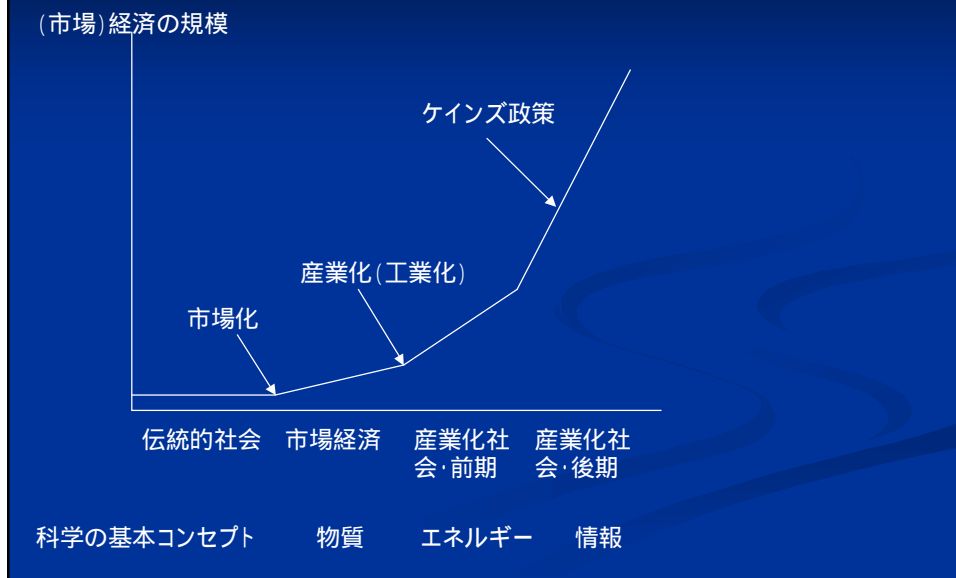 (市場)経済の規模
ケインズ政策
産業化(工業化)
市場化
伝統的社会 市場経済 産業化社 産業化社
会・前期 会・後期
科学の基本コンセプト 物質 エネルギー 情報